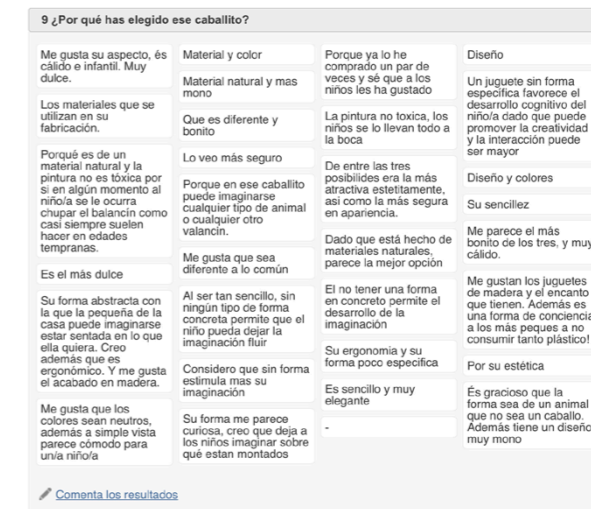 9 ¿Por qué has elegido ese caballito?
Me gusta su aspecto, és
cálido e infantil. Muy
dulce.
Los materiales que se
utilizan en su
fabricación.
Porqué es de un
material natural y la
pintura no es tóxica por
si en algún momento al
niño/a se le ocurra
chupar el balancín como
casi siempre suelen
hacer en edades
tempranas.
Es el más dulce
Su forma abstracta con
la que la pequeña de la
casa puede imaginarse
estar sentada en lo que
ella quiera. Creo
además que es
ergonómico. Y me gusta
el acabado en madera.
Me gusta que los
colores sean neutros,
además a simple vista
parece cómodo para
un/a niño/a
Material y color
Material natural y mas
mono
Que es diferente y
bonito
Lo veo más seguro
Porque en ese caballito
puede imaginarse
cualquier tipo de animal
o cualquier otro
valancin.
Me gusta que sea
diferente a lo común
Al ser tan sencillo, sin
ningún tipo de forma
concreta permite que el
niño pueda dejar la
imaginación fluir
Considero que sin forma
estimula mas su
imaginación
Su forma me parece
curiosa, creo que deja a
los niños imaginar sobre
qué estan montados
Porque ya lo he
comprado un par de
veces y sé que a los
niños les ha gustado
La pintura no toxica, los
niños se lo llevan todo a
la boca
De entre las tres
posibilides era la más
atractiva estetitamente,
asi como la más segura
en apariencia.
Dado que está hecho de
materiales naturales,
parece la mejor opción
El no tener una forma
en concreto permite el
desarrollo de la
imaginación
Su ergonomia y su
forma poco especifica
Es sencillo y muy
elegante
-
Diseño
Un juguete sin forma
especifica favorece el
desarrollo cognitivo del
niño/a dado que puede
promover la creatividad
y la interacción puede
ser mayor
Diseño y colores
Su sencillez
Me parece el más
bonito de los tres, y muy
cálido.
Me gustan los juguetes
de madera y el encanto
que tienen. Además es
una forma de conciencia
a los más peques a no
consumir tanto plástico!
Por su estética
És gracioso que la
forma sea de un animal
que no sea un caballo.
Además tiene un diseño
muy mono
Comenta los resultados